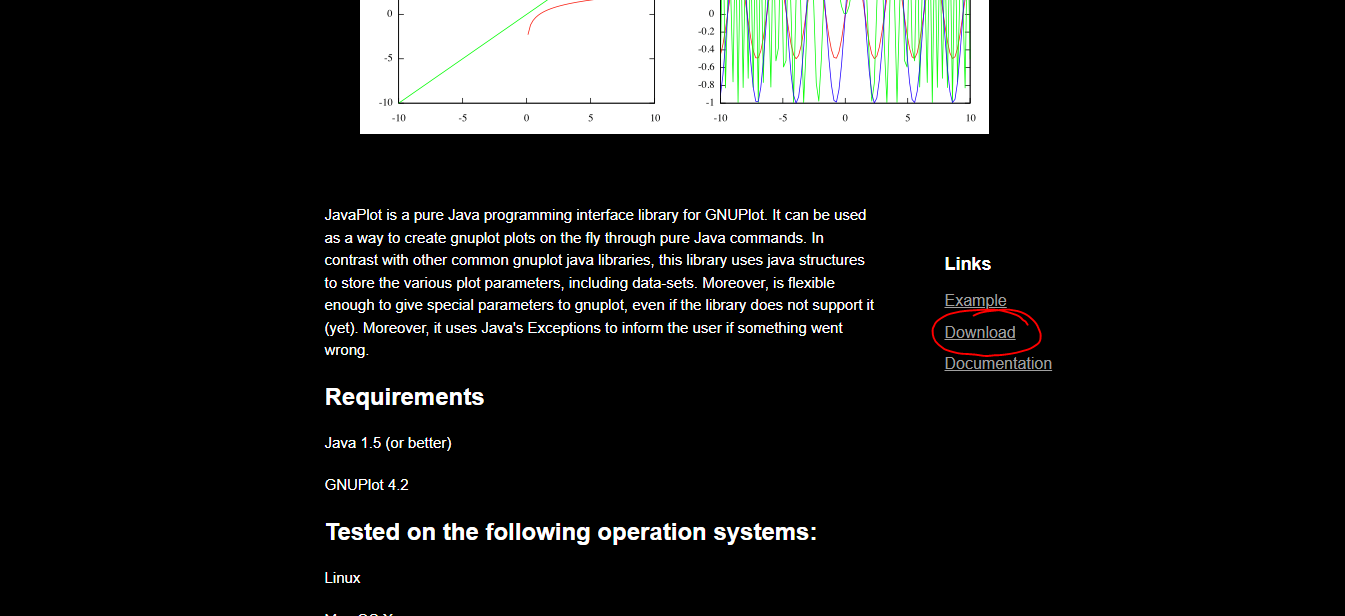 0
-5
-10
-10 -5 0 5 10
0
-0.2
-0.4
-0.6
-0.8
-1
-10 -5 0 5 10
JavaPlot is a pure Java programming interface library for GNUPlot. It can be used
as a way to create gnuplot plots on the fly through pure Java commands. In
contrast with other common gnuplot java libraries, this library uses java structures
to store the various plot parameters, including data-sets. Moreover, is flexible
enough to give special parameters to gnuplot, even if the library does not support it
(yet). Moreover, it uses Java's Exceptions to inform the user if something went
wrong.
Requirements
Java 1.5 (or better)
GNUPlot 4.2
Tested on the following operation systems:
Linux
Links
Example
Download
Documentation